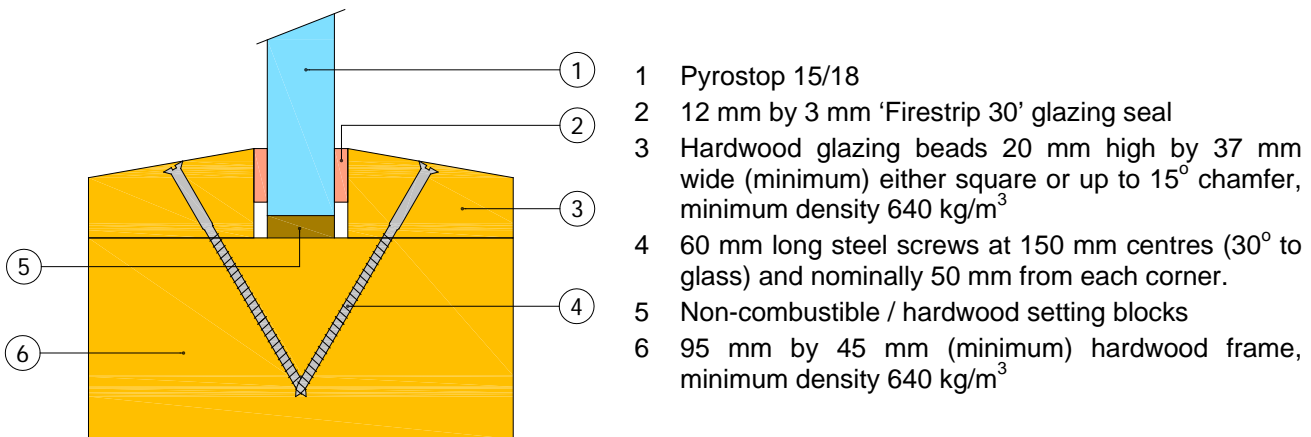 1
2
3
4
5
6
1 Pyrostop 15/18
2 12 mm by 3 mm ‘Firestrip 30’ glazing seal
3 Hardwood glazing beads 20 mm high by 37 mm
wide (minimum) either square or up to 15° chamfer,
minimum density 640 kg/m³
4 60 mm long steel screws at 150 mm centres (30° to
glass) and nominally 50 mm from each corner.
5 Non-combustible / hardwood setting blocks
6 95 mm by 45 mm (minimum) hardwood frame,
minimum density 640 kg/m³